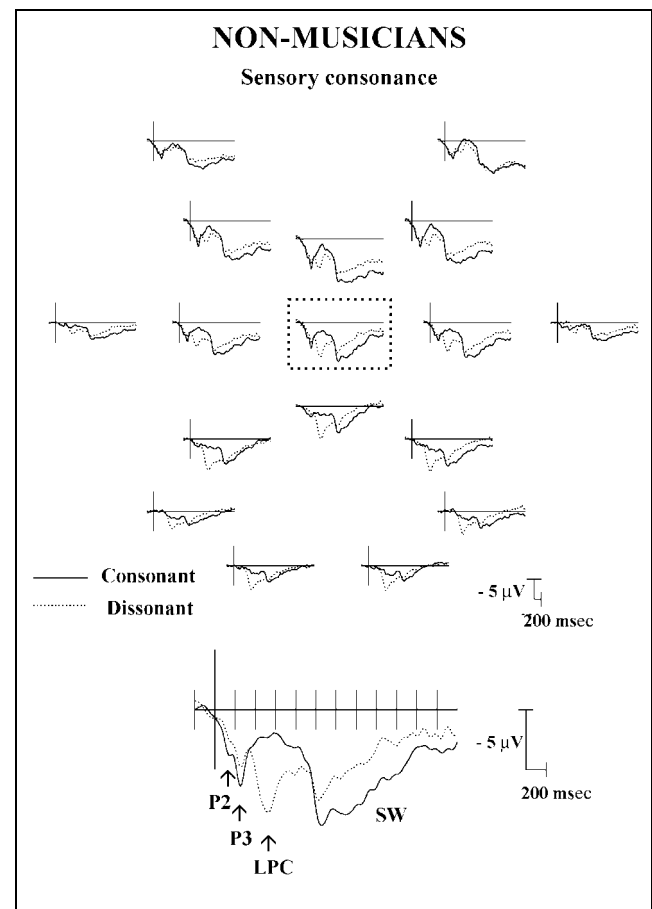 NON-MUSICIANS
Sensory consonance
Consonant
Dissonant
- 5 μV
200 msec
- 5 μV
200 msec
P2
P3
SW
LPC